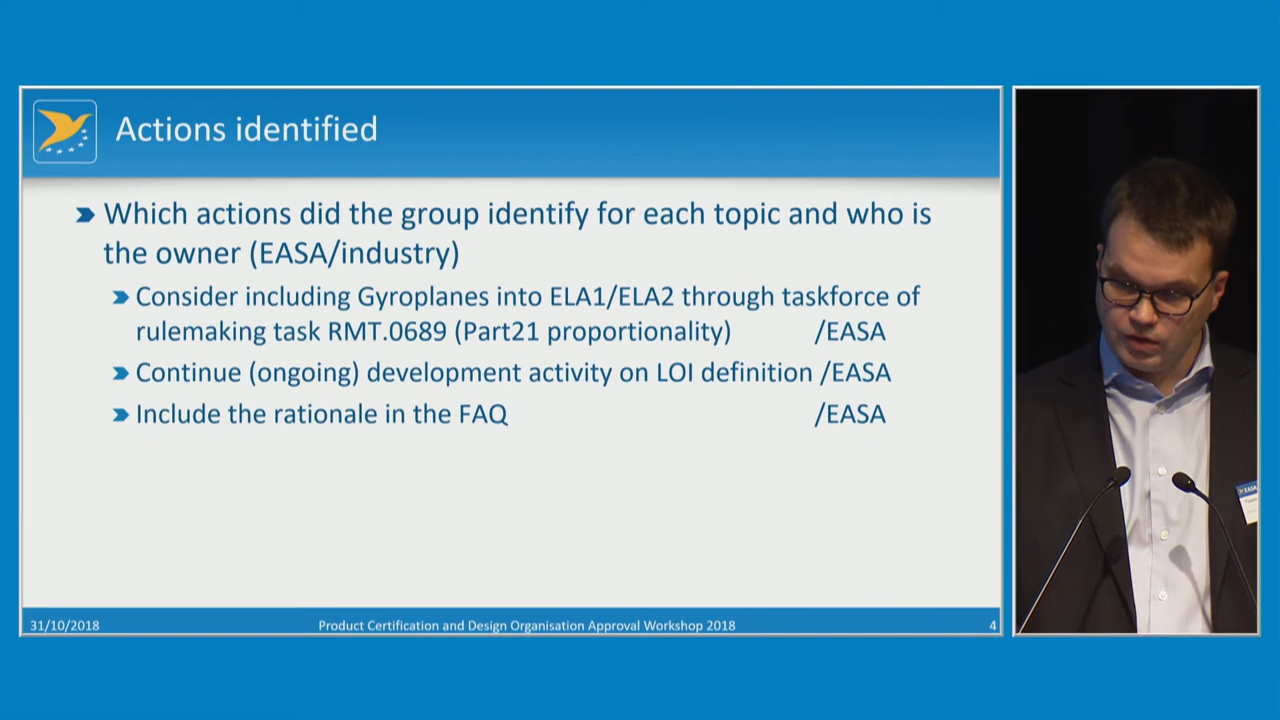 Actions identified
Which actions did the group identify for each topic and who is
the owner (EASA/industry)
Consider including Gyroplanes into ELA1/ELA2 through taskforce of
rulemaking task RMT.0689 (Part21 proportionality) /EASA
Continue (ongoing) development activity on LOI definition /EASA
Include the rationale in the FAQ /EASA
31/10/2018 Product Certification and Design Organisation Approval Workshop 2018 4
EASA